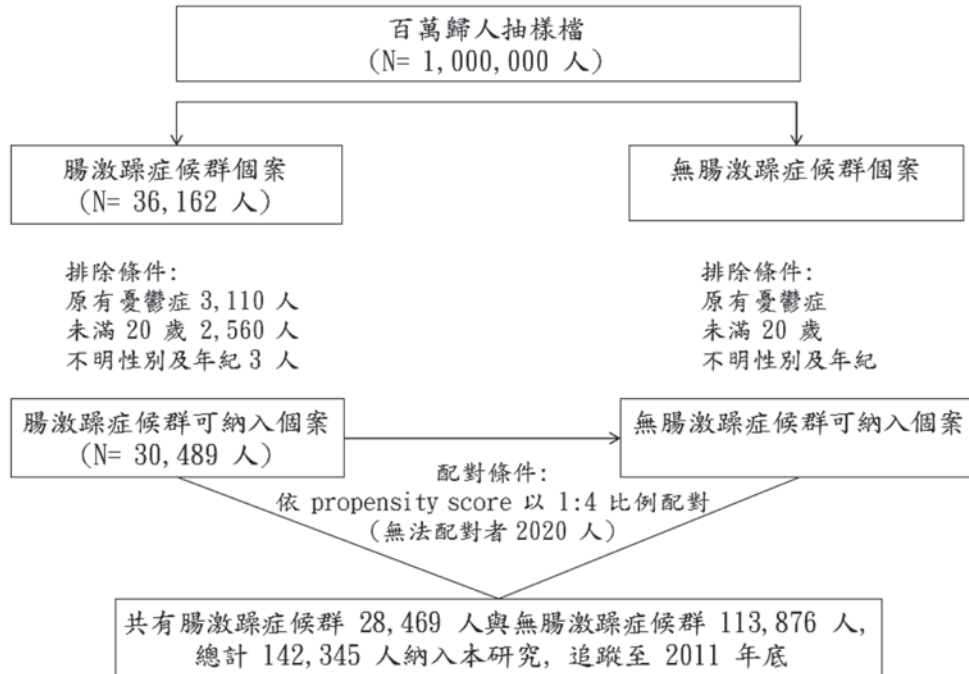 百萬歸人抽樣檔
(N= 1,000,000 人)
腸激躁症候群個案
(N= 36,162 人)
無腸激躁症候群個案
排除條件:
原有憂鬱症 3,110 人
未滿 20 歲 2,560 人
不明性別及年紀 3 人
排除條件:
原有憂鬱症
未滿 20 歲
不明性別及年紀
腸激躁症候群可納入個案
(N= 30,489 人)
無腸激躁症候群可納入個案
配對條件:
依 propensity score 以 1:4 比例配對
(無法配對者 2020 人)
共有腸激躁症候群 28,469 人與無腸激躁症候群 113,876 人,
總計 142,345 人納入本研究, 追蹤至 2011 年底